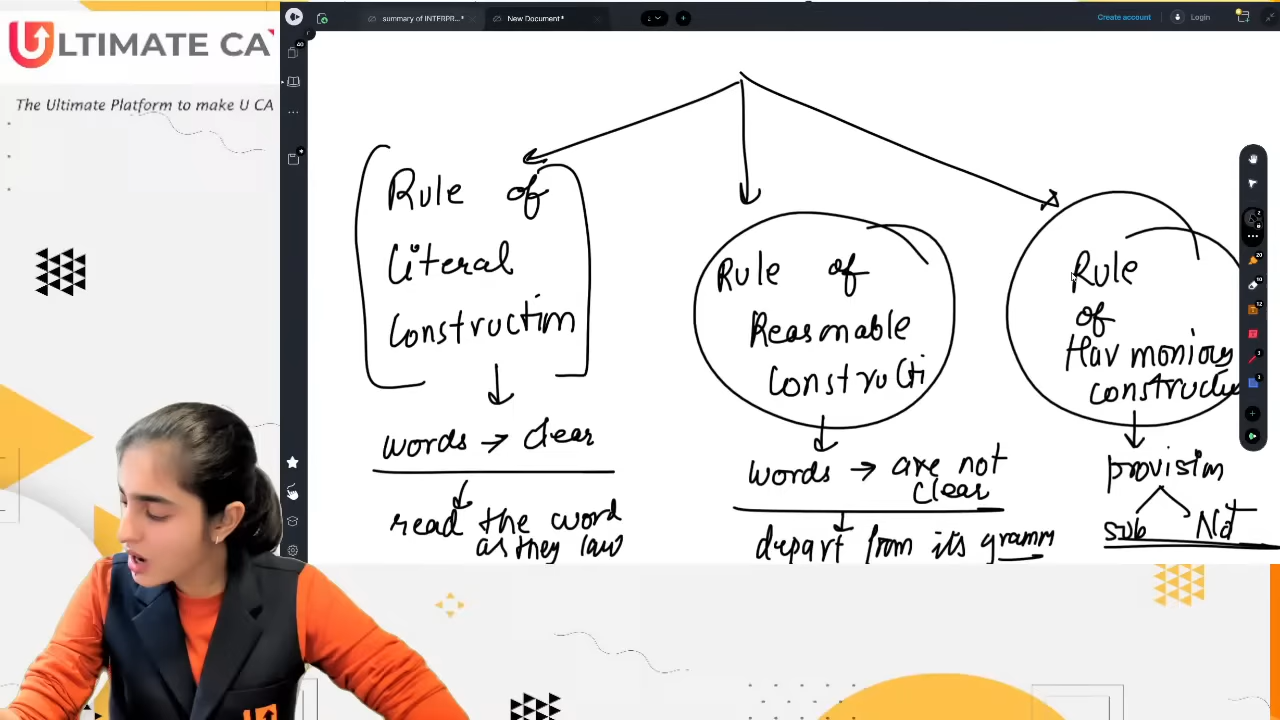 ULTIMATE CA
The Ultimate Platform to make U CA
summary of INTERPR...*
New Document*
Create account
Login
Rule of
Literal
Construction
words → clear
read the word
as they law
Rule of
Reasonable
Constructi
words → are not
clear
depart from its gramm
Rule
of
Harmonious
constructio
provision
sub Not